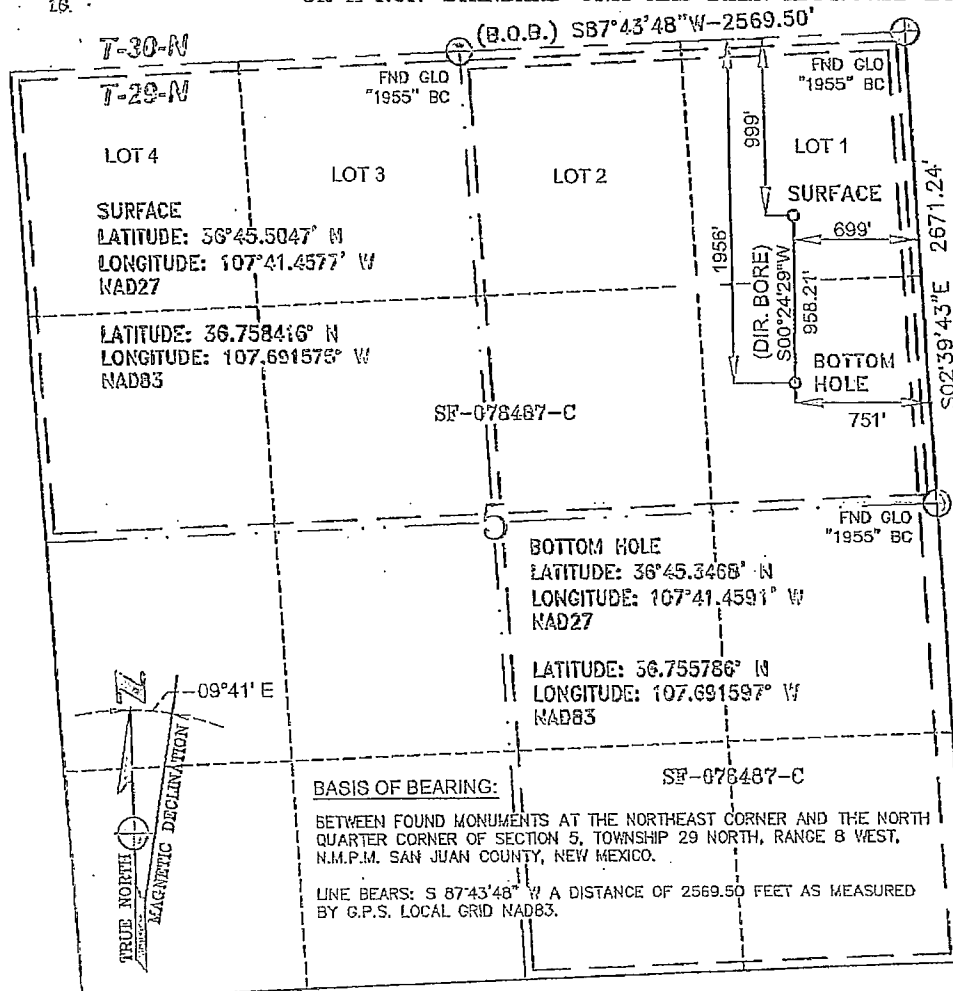 16.
(B.O.B.) S87°43'48"W-2569.50'
T-30-N
T-29-N
FND GLO
"1955" BC
FND GLO
"1955" BC
LOT 4
LOT 3
LOT 2
LOT 1
999'
1956'
SURFACE
699'
(DIR. BORE)
S00°24'29"W
958.21'
BOTTOM
HOLE
751'
S02°39'43"E 2671.24'
SURFACE
LATITUDE: 36°45.5047' N
LONGITUDE: 107°41.4577' W
NAD27
LATITUDE: 36.758416° N
LONGITUDE: 107.691575° W
NAD83
SF-078487-C
5
FND GLO
"1955" BC
BOTTOM HOLE
LATITUDE: 36°45.3468' N
LONGITUDE: 107°41.4591' W
NAD27
LATITUDE: 36.755786° N
LONGITUDE: 107.691597° W
NAD83
N
09°41' E
TRUE NORTH
MAGNETIC DECLINATION
SF-078487-C
BASIS OF BEARING:
BETWEEN FOUND MONUMENTS AT THE NORTHEAST CORNER AND THE NORTH
QUARTER CORNER OF SECTION 5, TOWNSHIP 29 NORTH, RANGE 8 WEST,
N.M.P.M. SAN JUAN COUNTY, NEW MEXICO.
LINE BEARS: S 87°43'48" W A DISTANCE OF 2569.50 FEET AS MEASURED
BY G.P.S. LOCAL GRID NAD83.